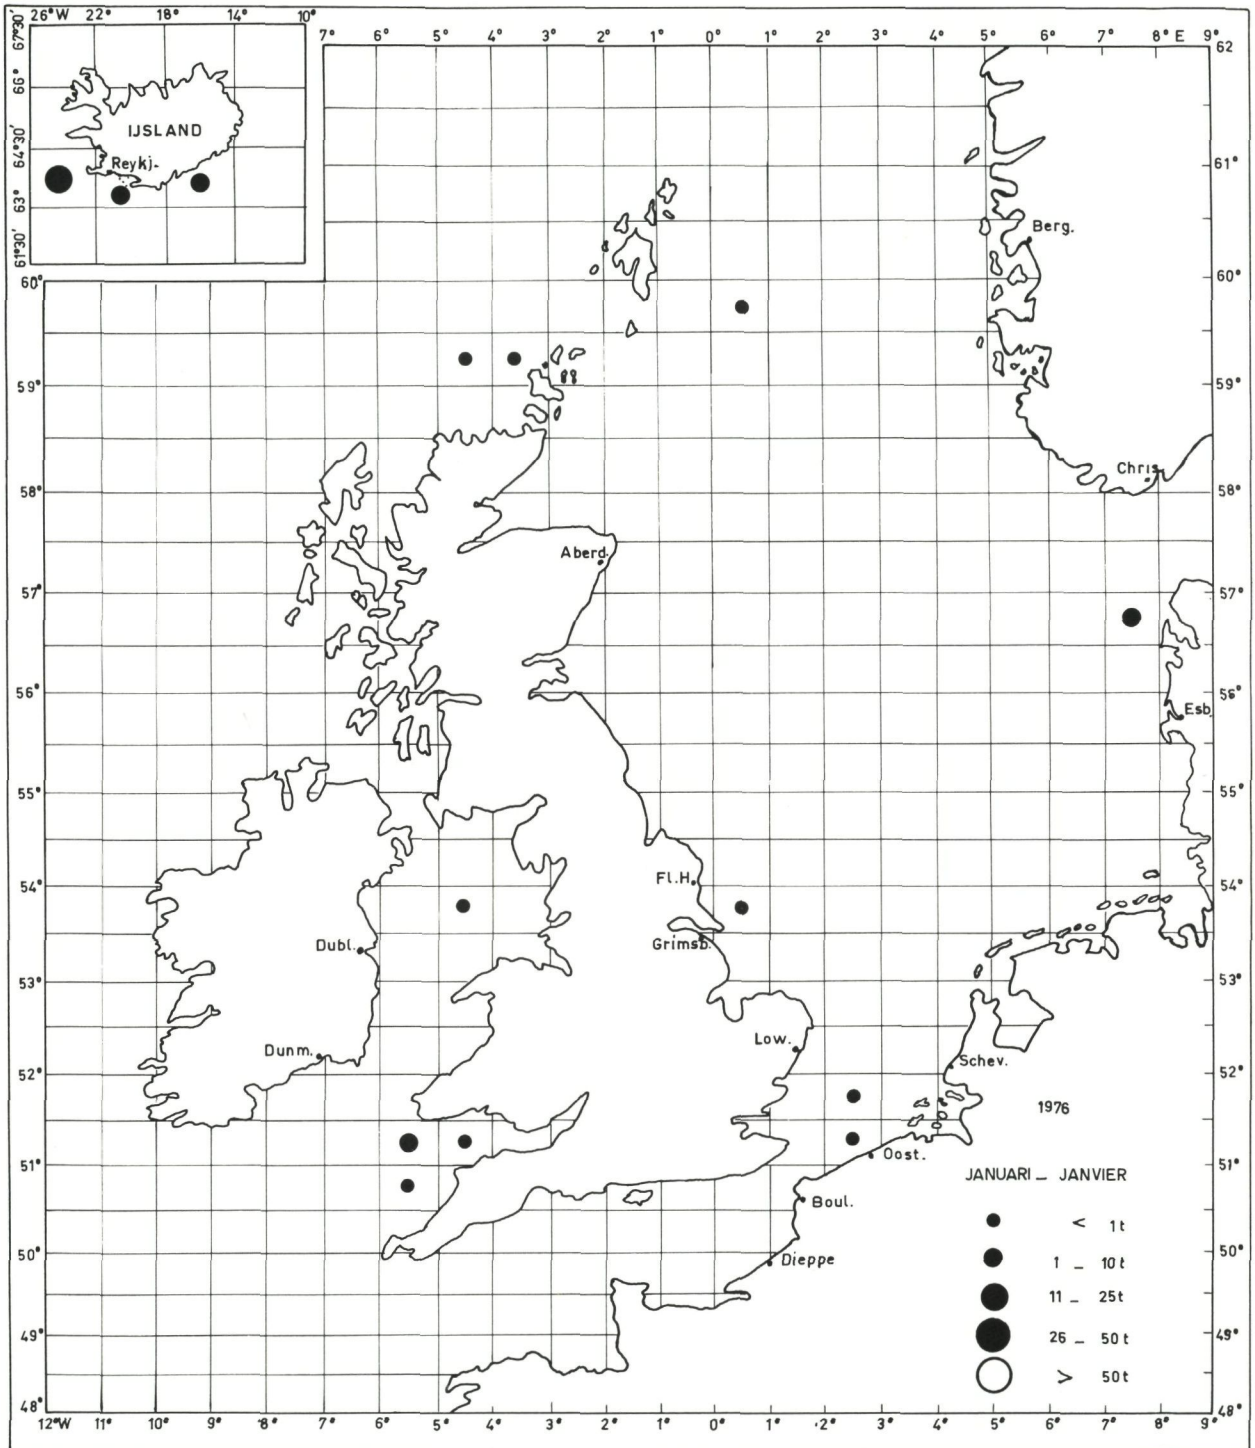 26°W 22° 18° 14° 10°
67°30'
66°
64°30'
63°
61°30'
IJSLAND
Reykj.
7° 6° 5° 4° 3° 2° 1° 0° 1° 2° 3° 4° 5° 6° 7° 8° E 9°
62
61°
60° 60°
59° 59°
58° 58°
57° 57°
56° 56°
55° 55°
54° 54°
53° 53°
52° 52°
51° 51°
50° 50°
49° 49°
48° 48°
Berg.
Chris
Aberd.
Esb
Fl.H.
Grimsb.
Dubl.
Dunm.
Low.
Schev.
Oost.
Boul.
Dieppe
1976
JANUARI _ JANVIER
< 1t
1 _ 10t
11 _ 25t
26 _ 50t
> 50t
12°W 11° 10° 9° 8° 7° 6° 5° 4° 3° 2° 1° 0° 1° 2° 3° 4° 5° 6° 7° 8° 9°